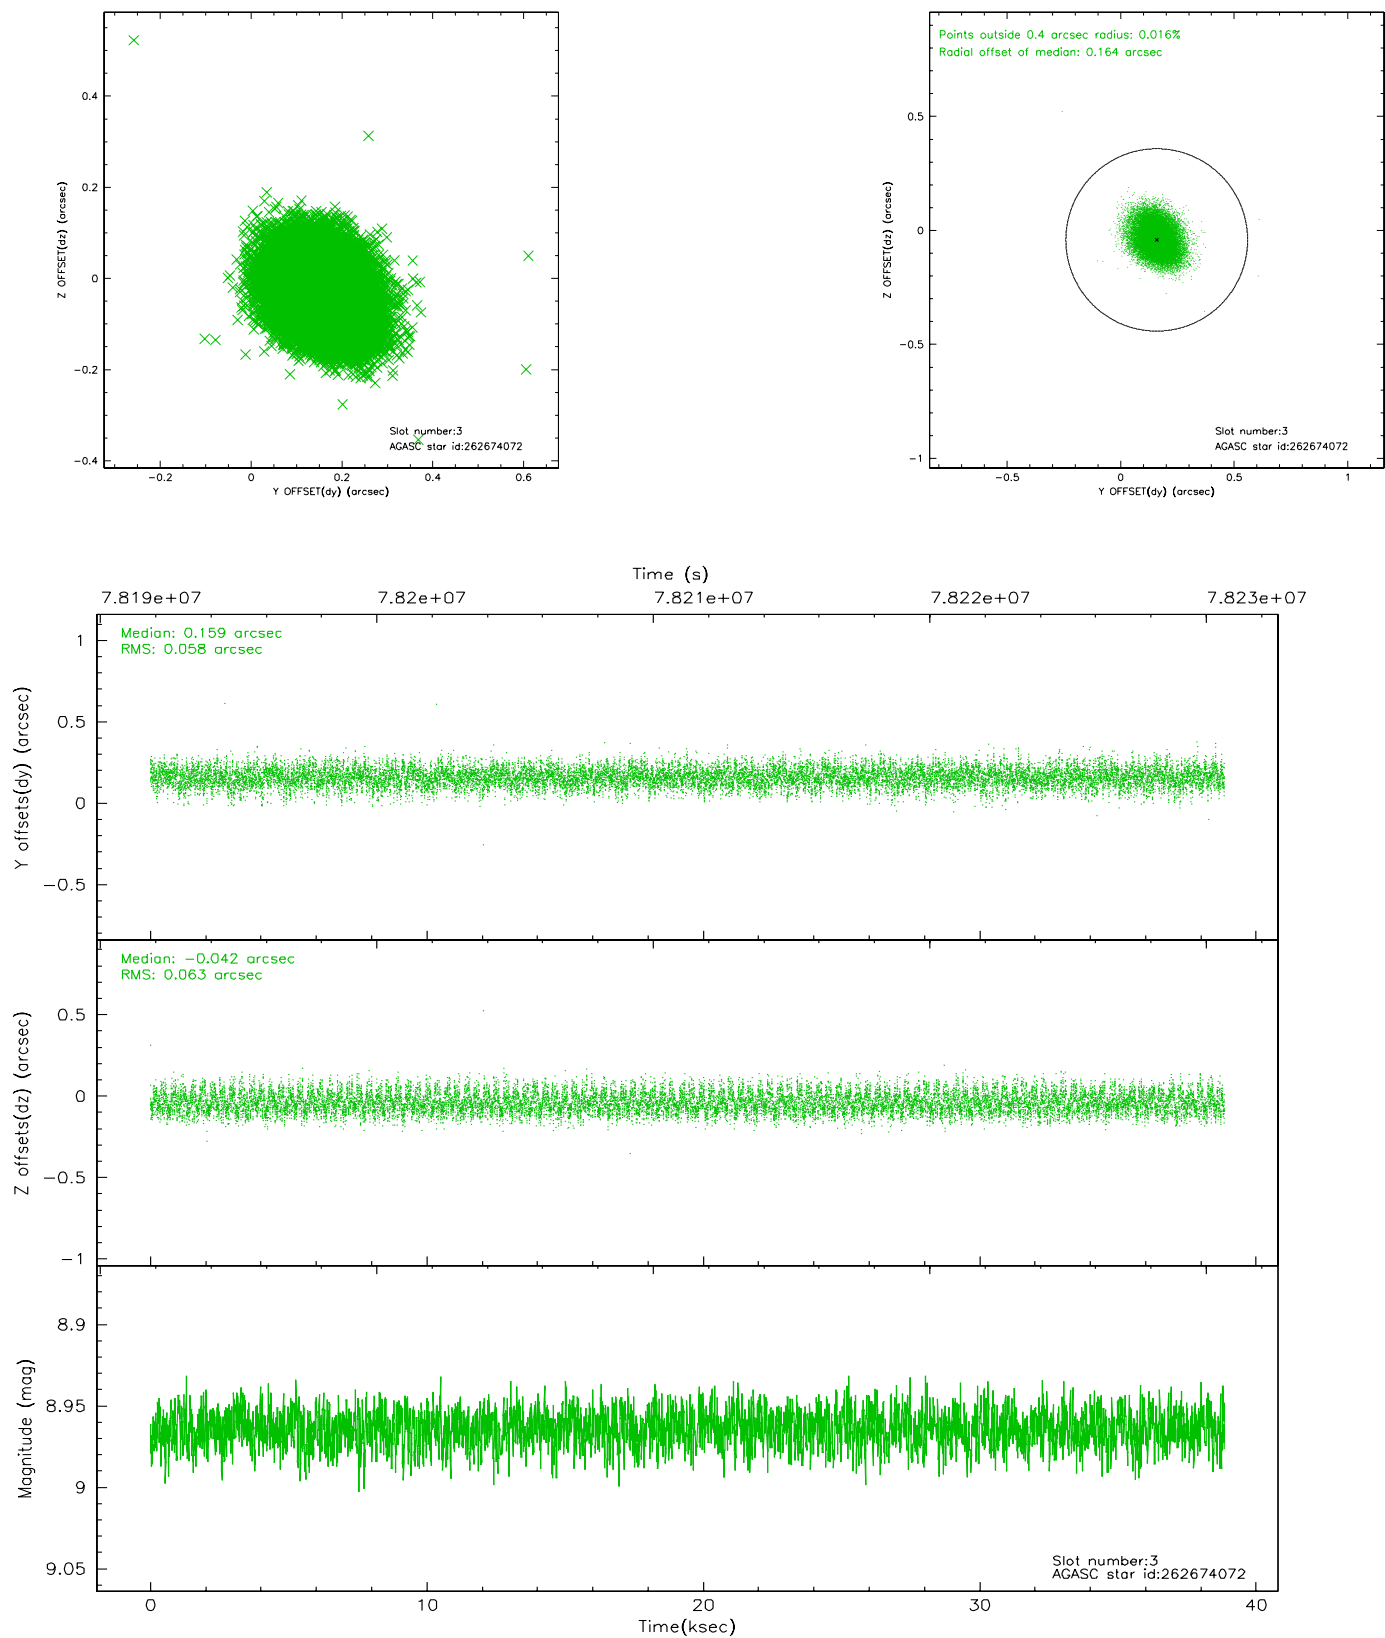 Points outside 0.4 arcsec radius: 0.016%
Radial offset of median: 0.164 arcsec
0.4
0.2
0
−0.2
−0.4
Z OFFSET(dz) (arcsec)
Slot number:3
AGASC star id:262674072
−0.2 0 0.2 0.4 0.6
Y OFFSET(dy) (arcsec)
0.5
0
−0.5
−1
Z OFFSET(dz) (arcsec)
Slot number:3
AGASC star id:262674072
−0.5 0 0.5 1
Y OFFSET(dy) (arcsec)
Time (s)
7.819e+07 7.82e+07 7.821e+07 7.822e+07 7.823e+07
Median: 0.159 arcsec
RMS: 0.058 arcsec
1
0.5
0
−0.5
Y offsets(dy) (arcsec)
Median: −0.042 arcsec
RMS: 0.063 arcsec
0.5
0
−0.5
−1
Z offsets(dz) (arcsec)
8.9
8.95
9
9.05
Magnitude (mag)
Slot number:3
AGASC star id:262674072
0 10 20 30 40
Time(ksec)